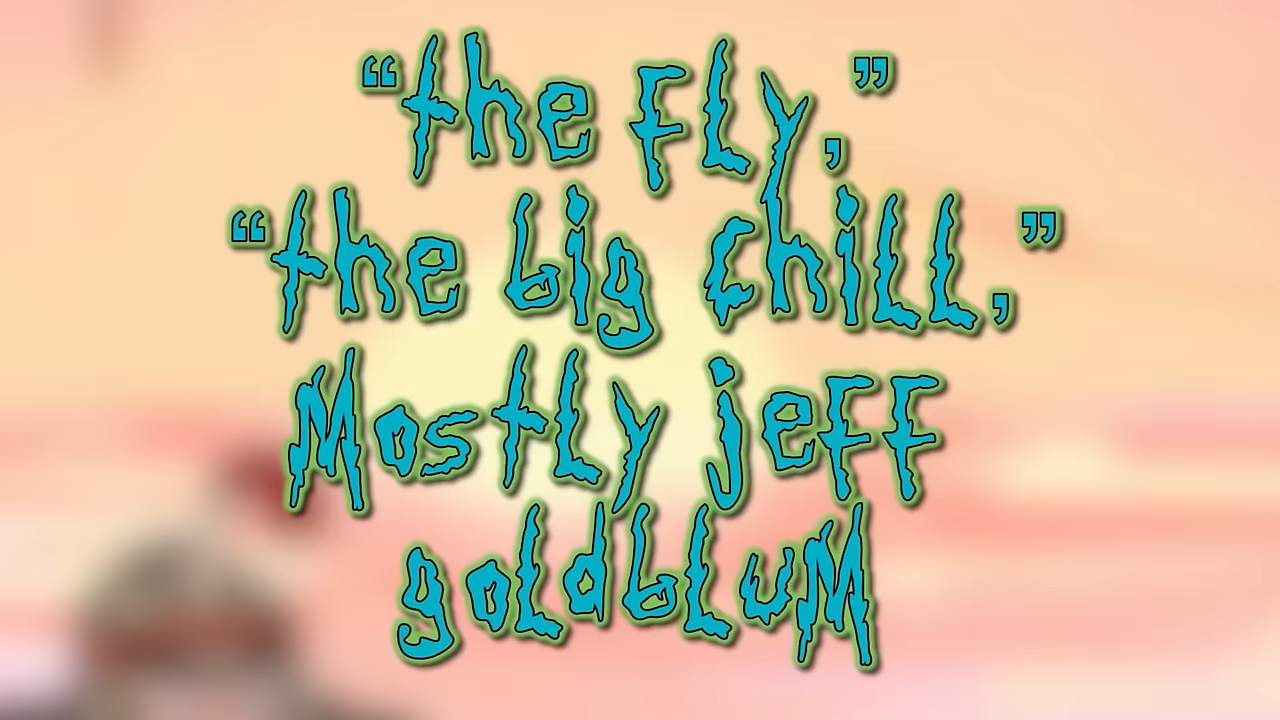 “the fly,”
“the big chill,”
Mostly jeff
goldbluM